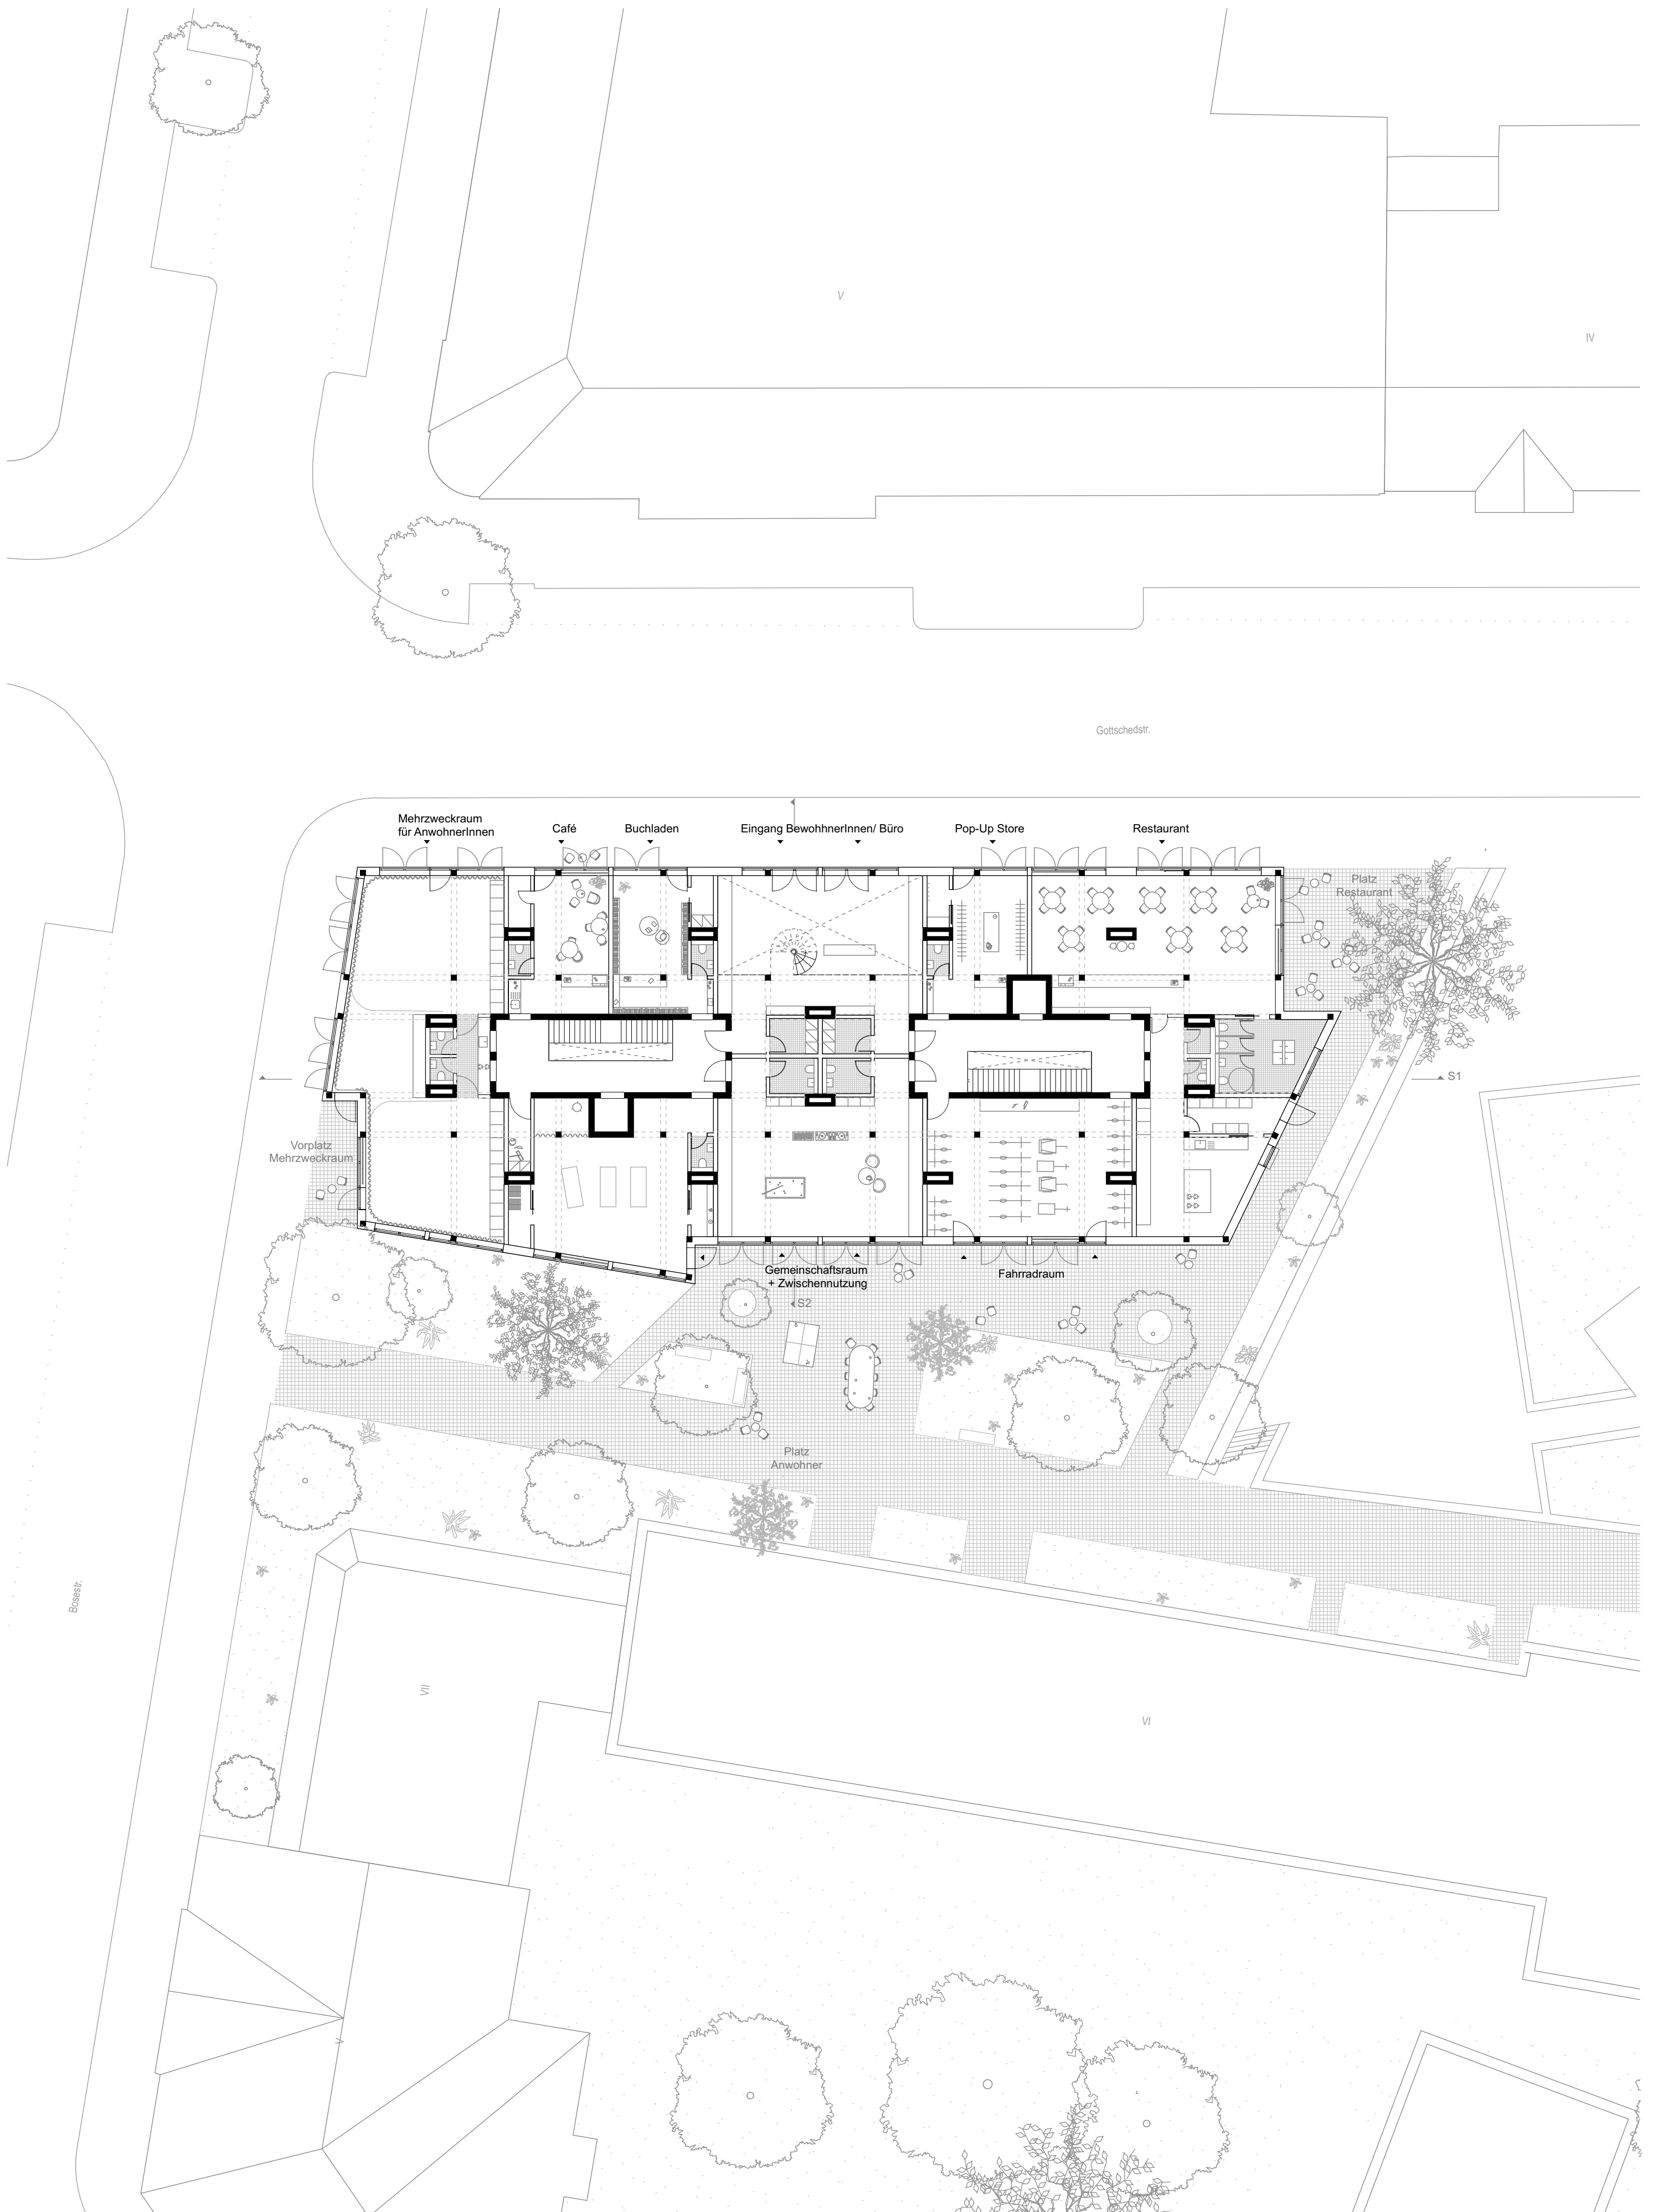 V
IV
Gottschedstr.
Mehrzweckraum
für AnwohnerInnen
Café
Buchladen
Eingang BewohhnerInnen/ Büro
Pop-Up Store
Restaurant
Platz
Restaurant
S1
Vorplatz
Mehrzweckraum
Gemeinschaftsraum
+ Zwischennutzung
Fahrradraum
S2
Platz
Anwohner
Bosestr.
VII
VI
V